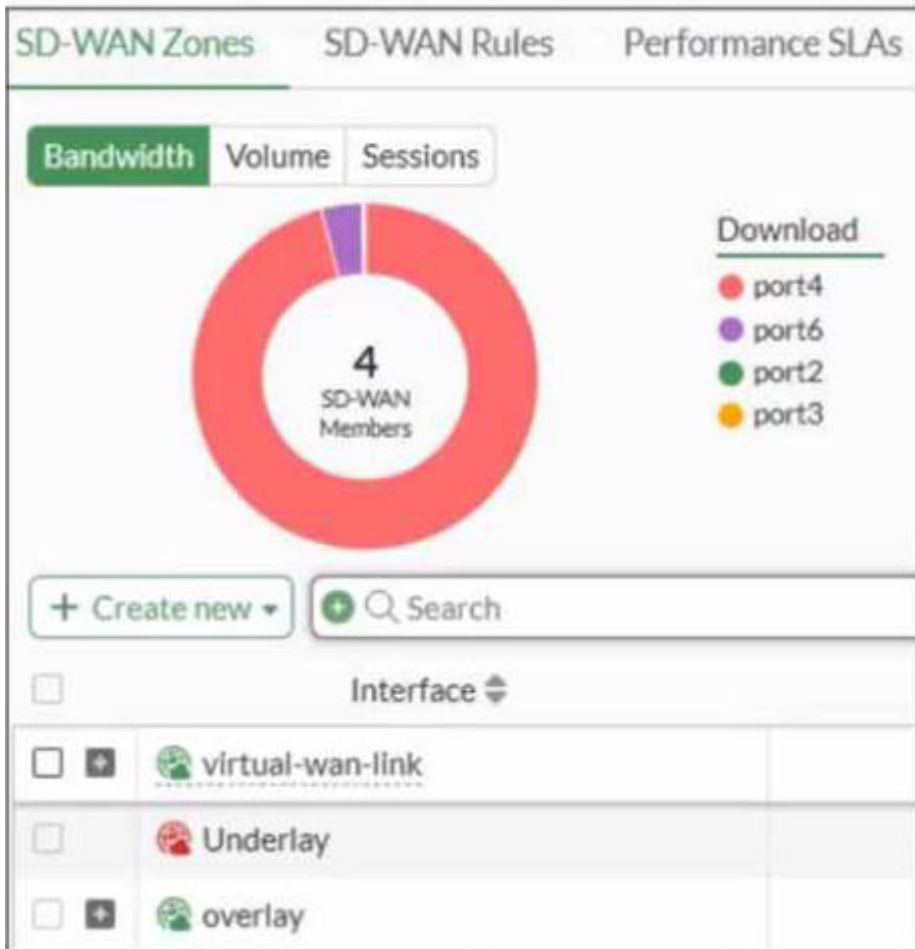 SD-WAN Zones SD-WAN Rules Performance SLAs
Bandwidth Volume Sessions
Download
port4
port6
port2
port3
4
SD-WAN
Members
+ Create new
Search
Interface
virtual-wan-link
Underlay
overlay